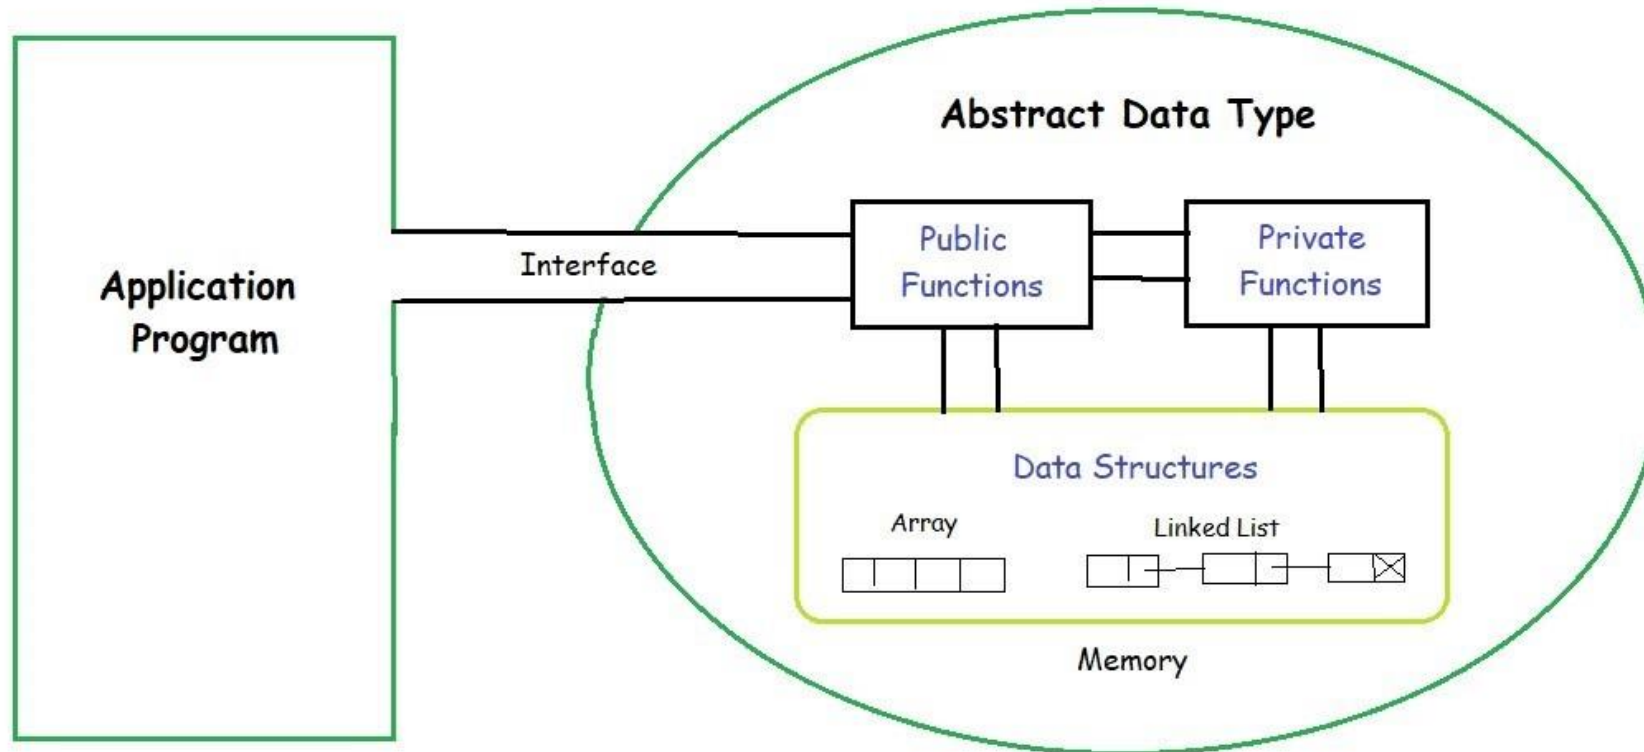 Abstract Data Type
Application
Program
Interface
Public
Functions
Private
Functions
Data Structures
Array
Linked List
Memory